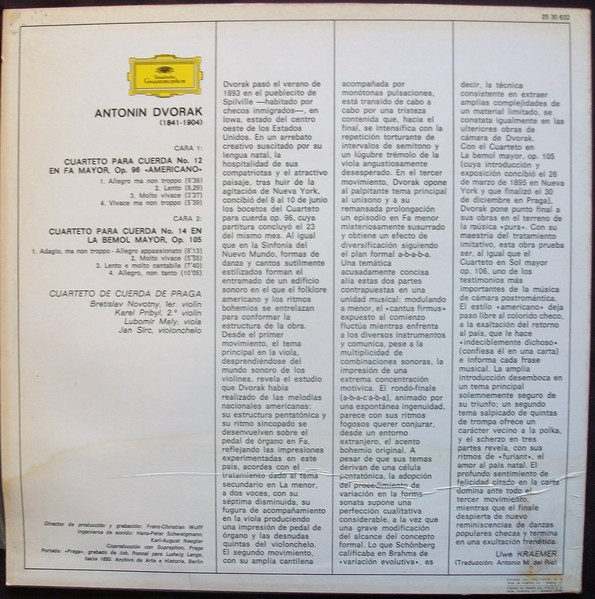 25 30 632
Deutsche
Grammophon
ANTONIN DVORAK
(1841-1904)
CARA 1:
CUARTETO PARA CUERDA No. 12
EN FA MAYOR, Op. 96 «AMERICANO»
1. Allegro ma non troppo (9'36)
2. Lento (8,29)
3. Molto vivace (3'27)
4. Vivace ma non troppo (5'39)
CARA 2:
CUARTETO PARA CUERDA No. 14 EN
LA BEMOL MAYOR, Op. 105
1. Adagio, ma non troppo - Allegro appassionato (8'13)
2. Molto vivace (5'55)
3. Lento e molto cantabile (7'40)
4. Allegro, non tanto (10'05)
CUARTETO DE CUERDA DE PRAGA
Bretislav Novotny, 1er. violín
Karel Pribyl, 2.° violín
Lubomir Maly, viola
Jan Sirc, violonchelo
Director de producción y grabación: Franz-Christian Wulff
Ingenieros de sonido: Hans-Peter Schweigmann,
Karl-August Naegler
Coproducción con Supraphon, Praga
Portada: «Praga», grabado de Joh. Poppel para Ludwig Lange,
hacia 1850. Archivo de Arte e Historia, Berlín
Dvorak pasó el verano de
1893 en el pueblecito de
Spilville —habitado por
checos inmigrados—, en
Iowa, estado del centro
oeste de los Estados
Unidos. En un arrebato
creativo suscitado por su
lengua natal, la
hospitalidad de sus
compatriotas y el atractivo
paisaje, tras huir de la
agitación de Nueva York,
concibió del 8 al 10 de junio
los bocetos del Cuarteto
para cuerda op. 96, cuya
partitura concluyó el 23
del mismo mes. Al igual
que en la Sinfonía del
Nuevo Mundo, formas de
danza y cantos sutilmente
estilizados forman el
entramado de un edificio
sonoro en el que el folklore
americano y los ritmos
bohemios se entrelazan
para conformar la
estructura de la obra.
Desde el primer
movimiento, el tema
principal en la viola,
desprendiéndose del
mundo sonoro de los
violines, revela el estudio
que Dvorak había
realizado de las melodías
nacionales americanas:
su estructura pentatónica y
su ritmo sincopado se
desenvuelven sobre el
pedal de órgano en Fa,
reflejando las impresiones
experimentadas en este
país, acordes con el
tratamiento dado al tema
secundario en La menor,
a dos voces, con su
séptima disminuida, su
fugura de acompañamiento
en la viola produciendo
una impresión de pedal de
órgano y las desnudas
quintas del violonchelo.
El segundo movimiento,
con su amplia cantilena
acompañada por
monótonas pulsaciones,
está transido de cabo a
cabo por una tristeza
contenida que, hacia el
final, se intensifica con la
repetición torturante de
intervalos de semitono y
un lúgubre trémolo de la
viola angustiosamente
desesperado. En el tercer
movimiento, Dvorak opone
al palpitante tema principal
al unísono y a su
remansada prolongación
un episodio en Fa menor
misteriosamente susurrado
y obtiene un efecto de
diversificación siguiendo
el plan formal a-b-a-b-a.
Una temática
acusadamente concisa
alía estas dos partes
contrapuestas en una
unidad musical: modulando
a menor, el «cantus firmus»
expuesto al comienzo
fluctúa mientras enfrenta
a los diversos instrumentos
y comunica, pese a la
multiplicidad de
combinaciones sonoras, la
impresión de una
extrema concentración
motívica. El rondó-finale
(a-b-a-c-a-b-a), animado por
una espontánea ingenuidad,
parece con sus ritmos
fogosos querer conjurar,
desde un entorno
extranjero, el acento
bohemio original. A
pesar de que sus temas
derivan de una célula
pentatónica, la adopción
del procedimiento de
variación en la forma
sonata supone una
perfección cualitativa
considerable, a la vez que
una grave modificación
del alcance del concepto
formal. Lo que Schönberg
calificaba en Brahms de
«variación evolutiva», es
decir, la técnica
consistente en extraer
amplias complejidades de
un material limitado, se
constata igualmente en las
ulteriores obras de
cámara de Dvorak.
Con el Cuarteto en
La bemol mayor, op. 105
(cuya introducción y
exposición concibió el 26
de marzo de 1895 en Nueva
York y que finalizó el 30
de diciembre en Praga),
Dvorak pone punto final a
sus obras en el terreno de
la música «pura». Con su
maestría del tratamiento
imitativo, esta obra prueba
ser, al igual que el
Cuarteto en Sol mayor
op. 106, uno de los
testimonios más
importantes de la música
de cámara postromántica.
El estilo «americano» deja
paso libre al colorido checo,
a la exaltación del retorno
al país, que le hace
«indeciblemente dichoso»
(confiesa él en una carta)
e informa cada frase
musical. La amplia
introducción desemboca en
un tema principal
solemnemente seguro de
su triunfo; un segundo
tema salpicado de quintas
de trompa ofrece un
carácter vecino a la polka,
y el scherzo en tres
partes revela, con sus
ritmos de «furiant», el
amor al país natal. El
profundo sentimiento de
felicidad citedo en la carta
domina ante todo el
tercer movimiento,
mientras que el finale
despierta de nuevo
reminiscencias de danzas
populares checas y termina
en una exultación frenética.
Uwe KRAEMER
(Traducción: Antonio M. del Río)